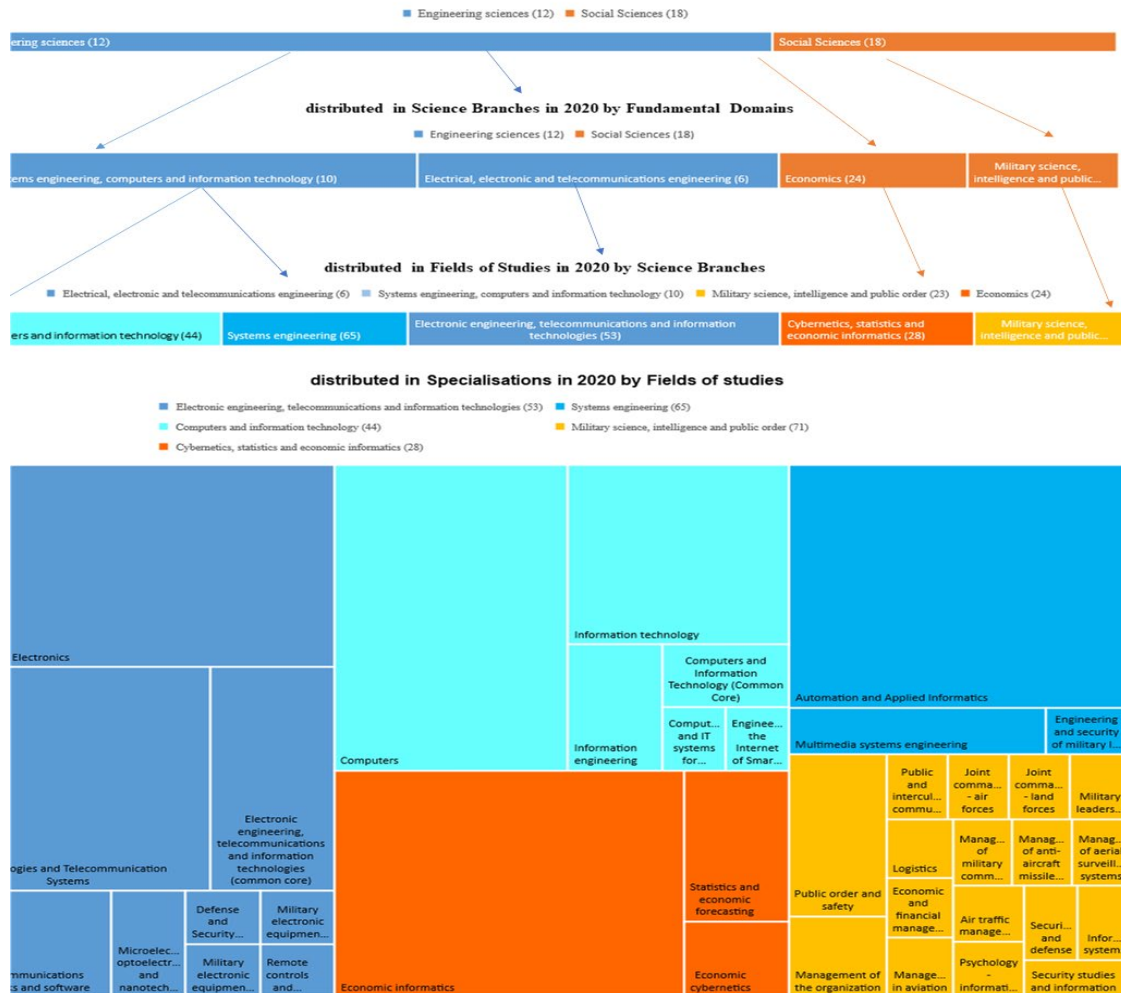 Engineering sciences (12) Social Sciences (18)
ering sciences (12) Social Sciences (18)
distributed in Science Branches in 2020 by Fundamental Domains
Engineering sciences (12) Social Sciences (18)
tems engineering, computers and information technology (10)
Electrical, electronic and telecommunications engineering (6)
Economics (24)
Military science,
intelligence and public...
distributed in Fields of Studies in 2020 by Science Branches
Electrical, electronic and telecommunications engineering (6) Systems engineering, computers and information technology (10) Military science, intelligence and public order (23) Economics (24)
ers and information technology (44)
Systems engineering (65)
Electronic engineering, telecommunications and information
technologies (53)
Cybernetics, statistics and
economic informatics (28)
Military science,
intelligence and public...
distributed in Specialisations in 2020 by Fields of studies
Electronic engineering, telecommunications and information technologies (53) Systems engineering (65)
Computers and information technology (44) Military science, intelligence and public order (71)
Cybernetics, statistics and economic informatics (28)
Electronics
ogies and Telecommunication
Systems
Electronic
engineering,
telecommunications
and information
technologies
(common core)
mmunications
ks and software
Microelec...
optoelectr...
and
nanotech...
Defense
and
Security...
Military
electronic
equipmen...
Military
electronic
equipmen...
Remote
controls
and...
Computers
Information technology
Information
engineering
Computers and
Information
Technology (Common
Core)
Comput...
and IT
systems
for...
Enginee...
the
Internet
of Smar...
Economic informatics
Statistics and
economic
forecasting
Economic
cybernetics
Automation and Applied Informatics
Multimedia systems engineering
Engineering
and security
of military i...
Public order and
safety
Management of
the organization
Public
and
intercul...
commu...
Joint
comma...
- air
forces
Joint
comma...
- land
forces
Military
leaders...
Logistics
Manag...
of
military
comm...
Manag...
of anti-
aircraft
missile...
Manag...
of aerial
surveill...
systems
Economic
and
financial
manage...
Air traffic
manage...
Securi...
and
defense
Infor...
system
Manage...
in aviation
Psychology
-
informati...
Security studies
and information